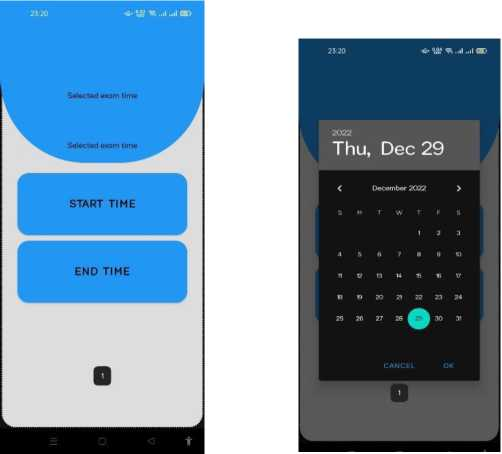 23:20
Selected exam time
Selected exam time
START TIME
END TIME
1
23:20
2022
Thu, Dec 29
December 2022
S M T W T F S
1 2 3
4 5 6 7 8 9 10
11 12 13 14 15 16 17
18 19 20 21 22 23 24
25 26 27 28 29 30 31
CANCEL OK
1